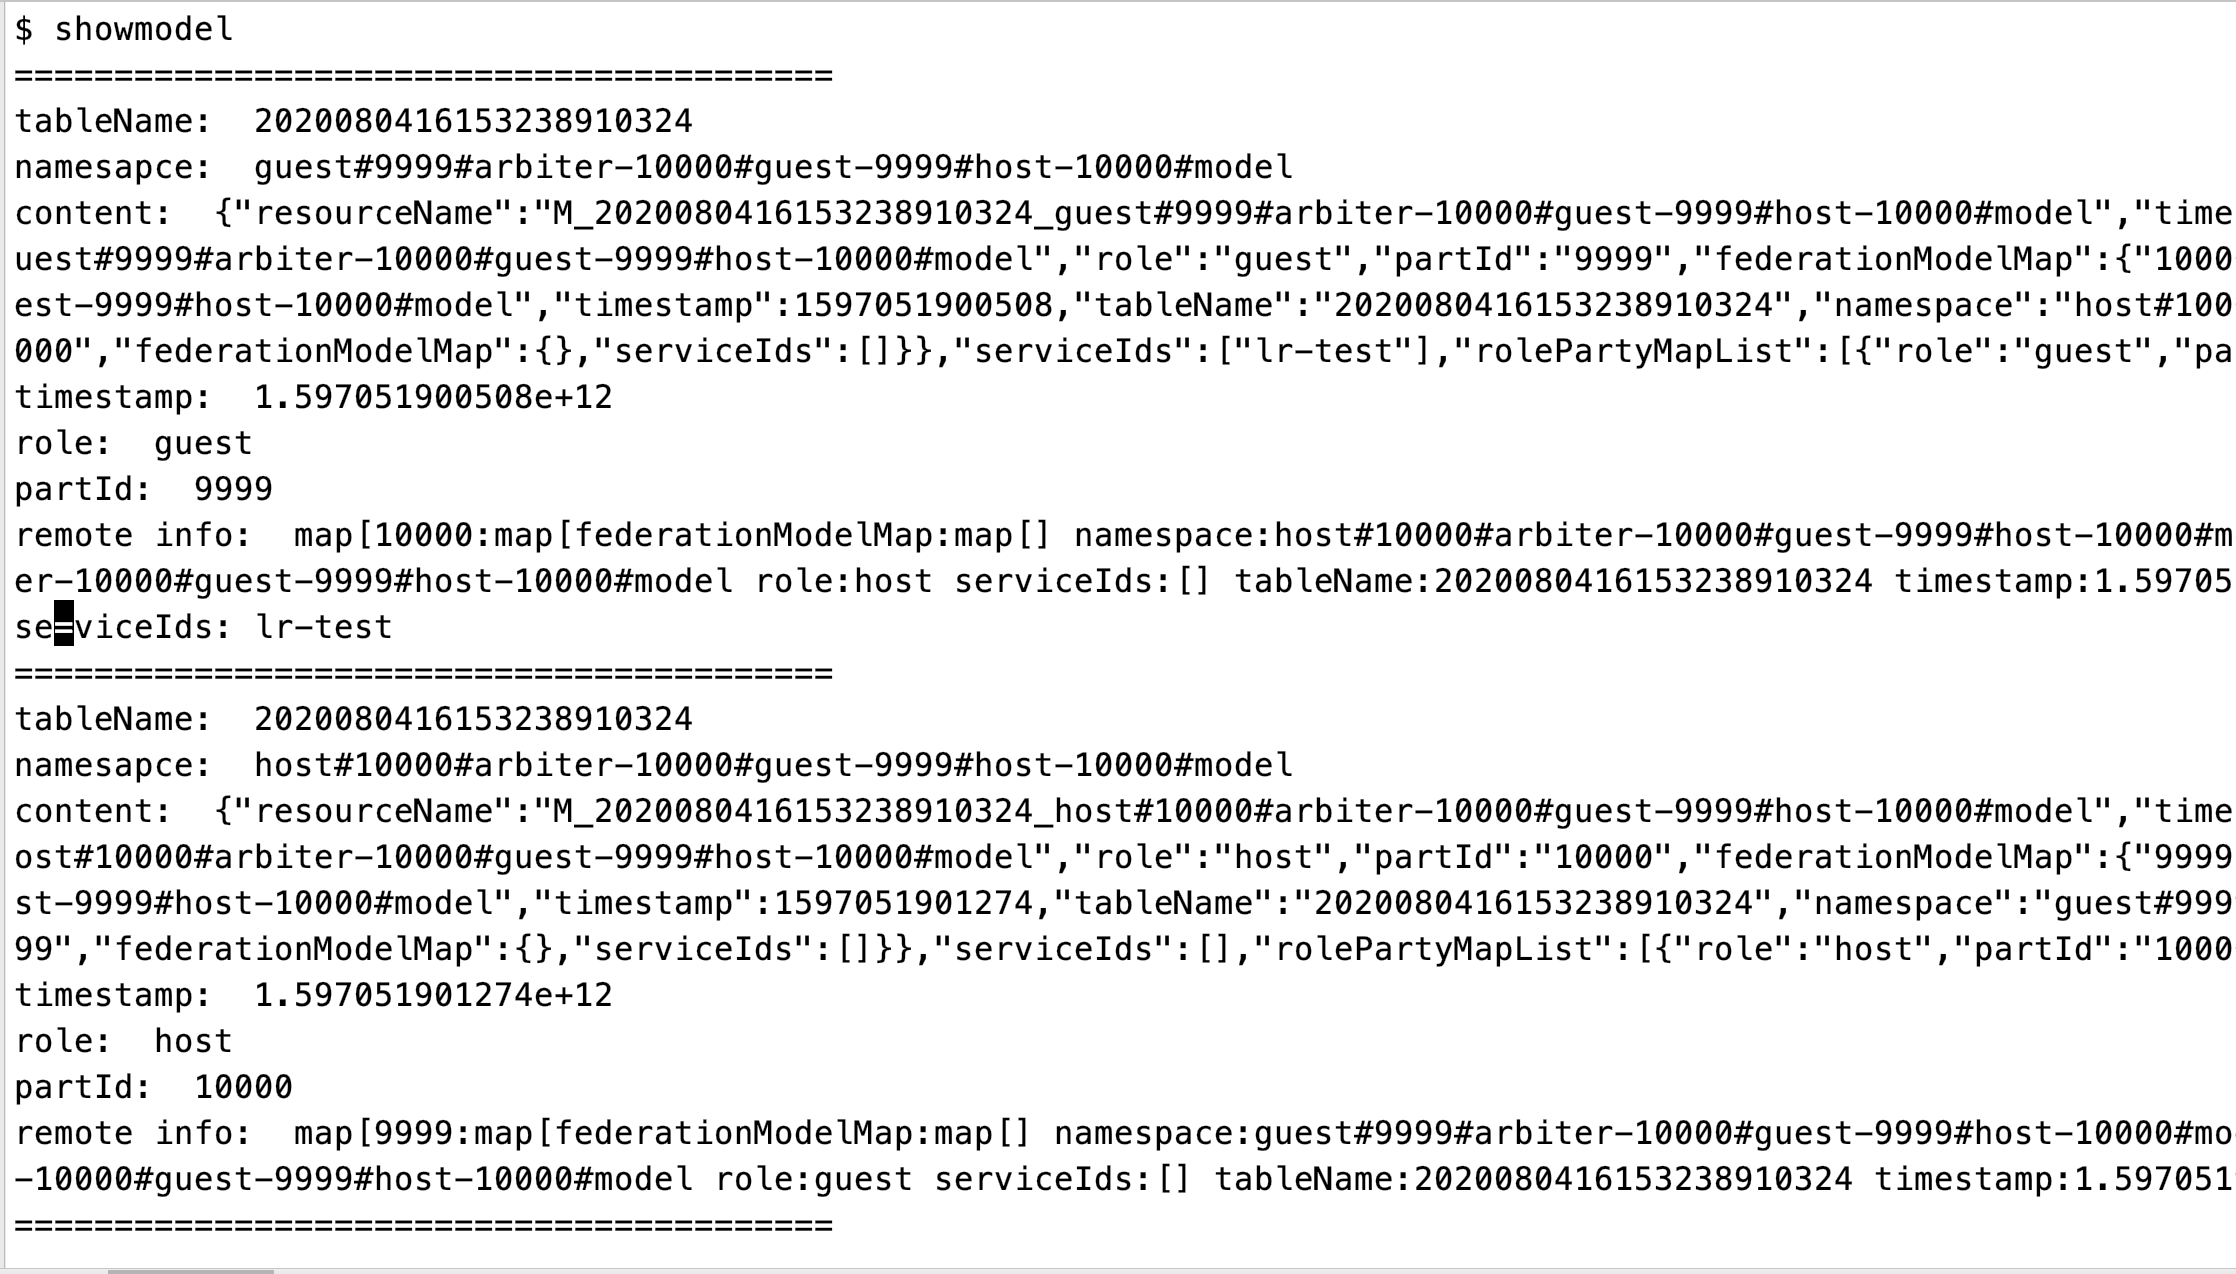 $ showmodel
=========================================
tableName:  2020080416153238910324
namesapce:  guest#9999#arbiter-10000#guest-9999#host-10000#model
content:  {"resourceName":"M_2020080416153238910324_guest#9999#arbiter-10000#guest-9999#host-10000#model","time
uest#9999#arbiter-10000#guest-9999#host-10000#model","role":"guest","partId":"9999","federationModelMap":{"1000
est-9999#host-10000#model","timestamp":1597051900508,"tableName":"2020080416153238910324","namespace":"host#100
000","federationModelMap":{},"serviceIds":[]}},"serviceIds":["lr-test"],"rolePartyMapList":[{"role":"guest","pa
timestamp:  1.597051900508e+12
role:  guest
partId:  9999
remote info:  map[10000:map[federationModelMap:map[] namespace:host#10000#arbiter-10000#guest-9999#host-10000#m
er-10000#guest-9999#host-10000#model role:host serviceIds:[] tableName:2020080416153238910324 timestamp:1.59705
se=viceIds: lr-test
=========================================
tableName:  2020080416153238910324
namesapce:  host#10000#arbiter-10000#guest-9999#host-10000#model
content:  {"resourceName":"M_2020080416153238910324_host#10000#arbiter-10000#guest-9999#host-10000#model","time
ost#10000#arbiter-10000#guest-9999#host-10000#model","role":"host","partId":"10000","federationModelMap":{"9999
st-9999#host-10000#model","timestamp":1597051901274,"tableName":"2020080416153238910324","namespace":"guest#999
99","federationModelMap":{},"serviceIds":[]}},"serviceIds":[],"rolePartyMapList":[{"role":"host","partId":"1000
timestamp:  1.597051901274e+12
role:  host
partId:  10000
remote info:  map[9999:map[federationModelMap:map[] namespace:guest#9999#arbiter-10000#guest-9999#host-10000#mo
-10000#guest-9999#host-10000#model role:guest serviceIds:[] tableName:2020080416153238910324 timestamp:1.597051
=========================================